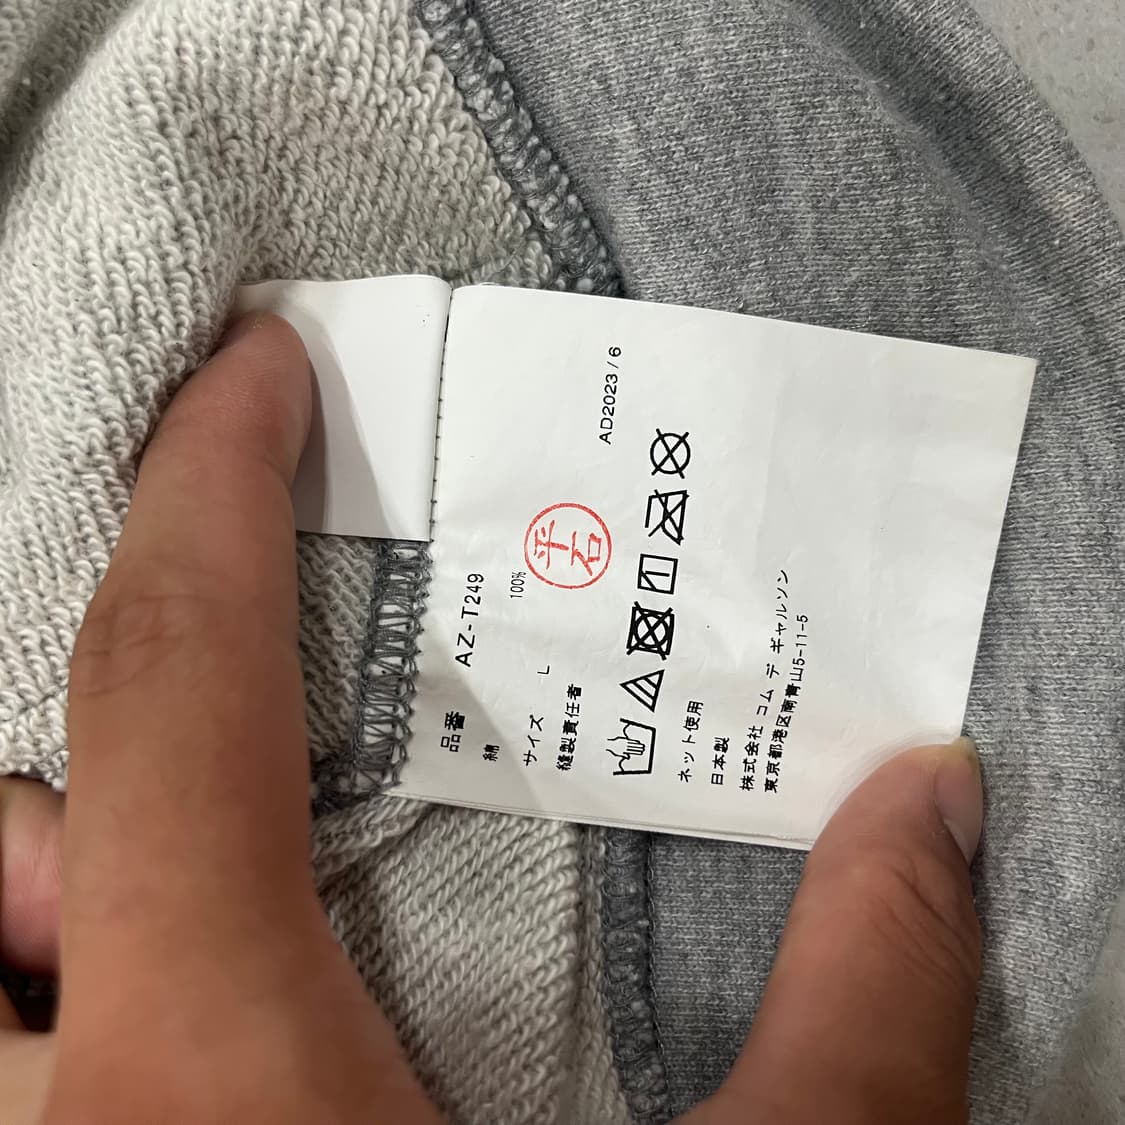 品番 AZ-T249
綿 100%
サイズ L
縫製責任者 平石
AD2023/6
ネット使用
日本製
株式会社 コム デ ギャルソン
東京都港区南青山5-11-5